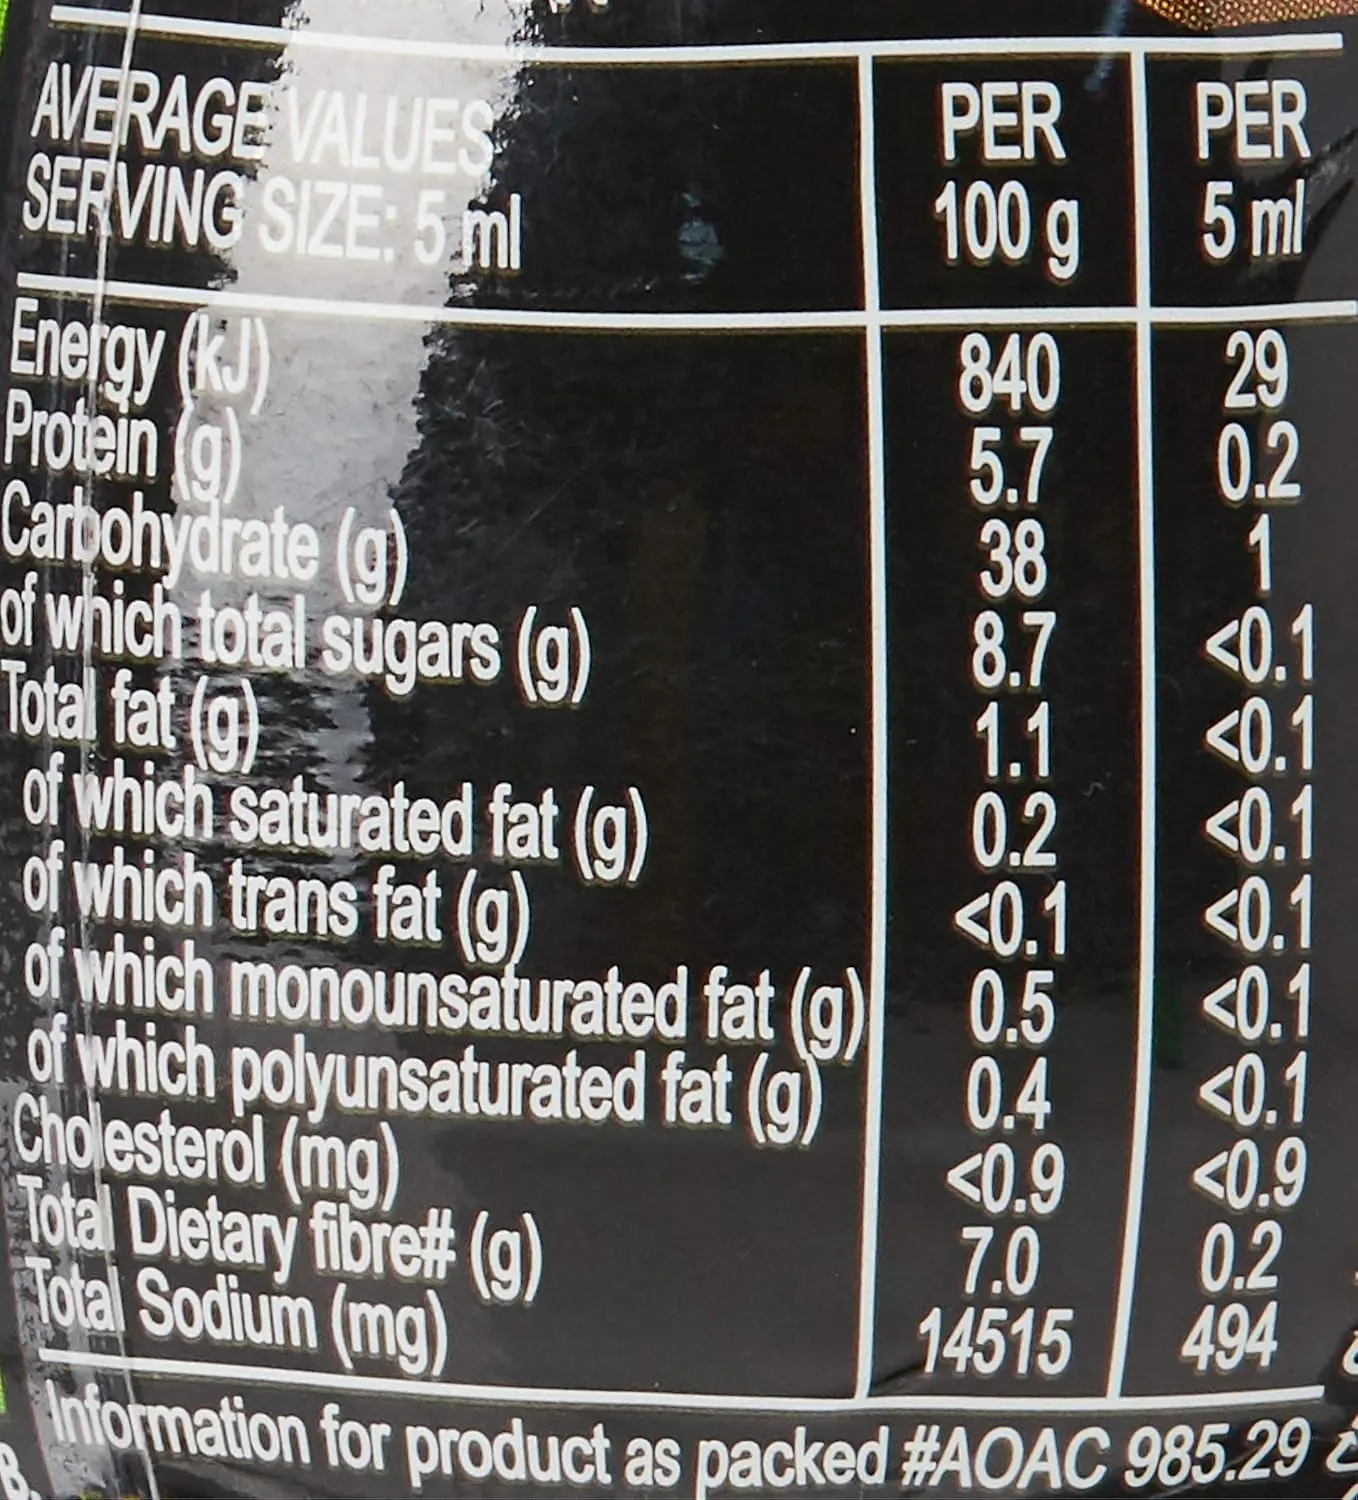 AVERAGE VALUES PER PER
SERVING SIZE: 5 ml 100 g 5 ml
Energy (kJ) 840 29
Protein (g) 5.7 0.2
Carbohydrate (g) 38 1
of which total sugars (g) 8.7 <0.1
Total fat (g) 1.1 <0.1
of which saturated fat (g) 0.2 <0.1
of which trans fat (g) <0.1 <0.1
of which monounsaturated fat (g) 0.5 <0.1
of which polyunsaturated fat (g) 0.4 <0.1
Cholesterol (mg) <0.9 <0.9
Total Dietary fibre# (g) 7.0 0.2
Total Sodium (mg) 14515 494
Information for product as packed #AOAC 985.29